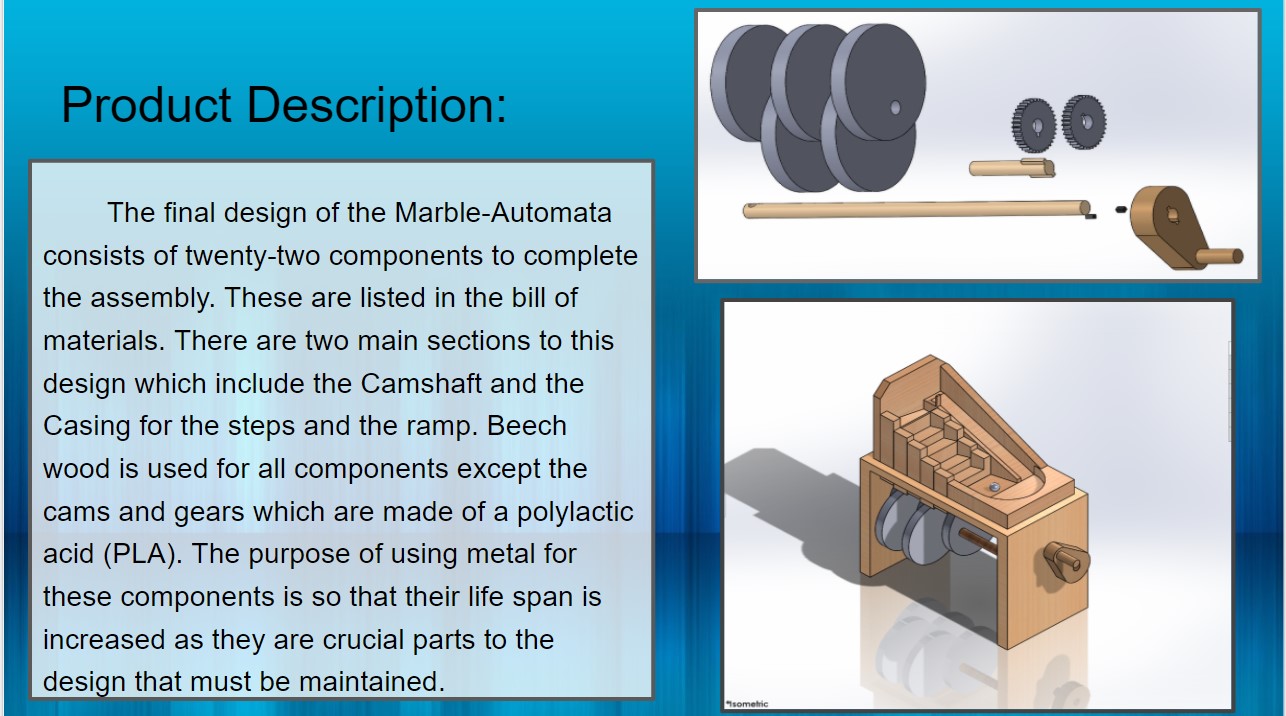 Product Description:
The final design of the Marble-Automata
consists of twenty-two components to complete
the assembly. These are listed in the bill of
materials. There are two main sections to this
design which include the Camshaft and the
Casing for the steps and the ramp. Beech
wood is used for all components except the
cams and gears which are made of a polylactic
acid (PLA). The purpose of using metal for
these components is so that their life span is
increased as they are crucial parts to the
design that must be maintained.
*Isometric